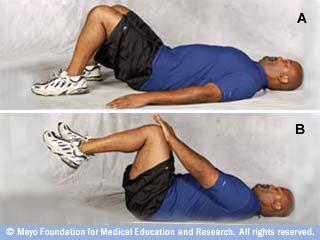 A
B
© Mayo Foundation for Medical Education and Research. All rights reserved.